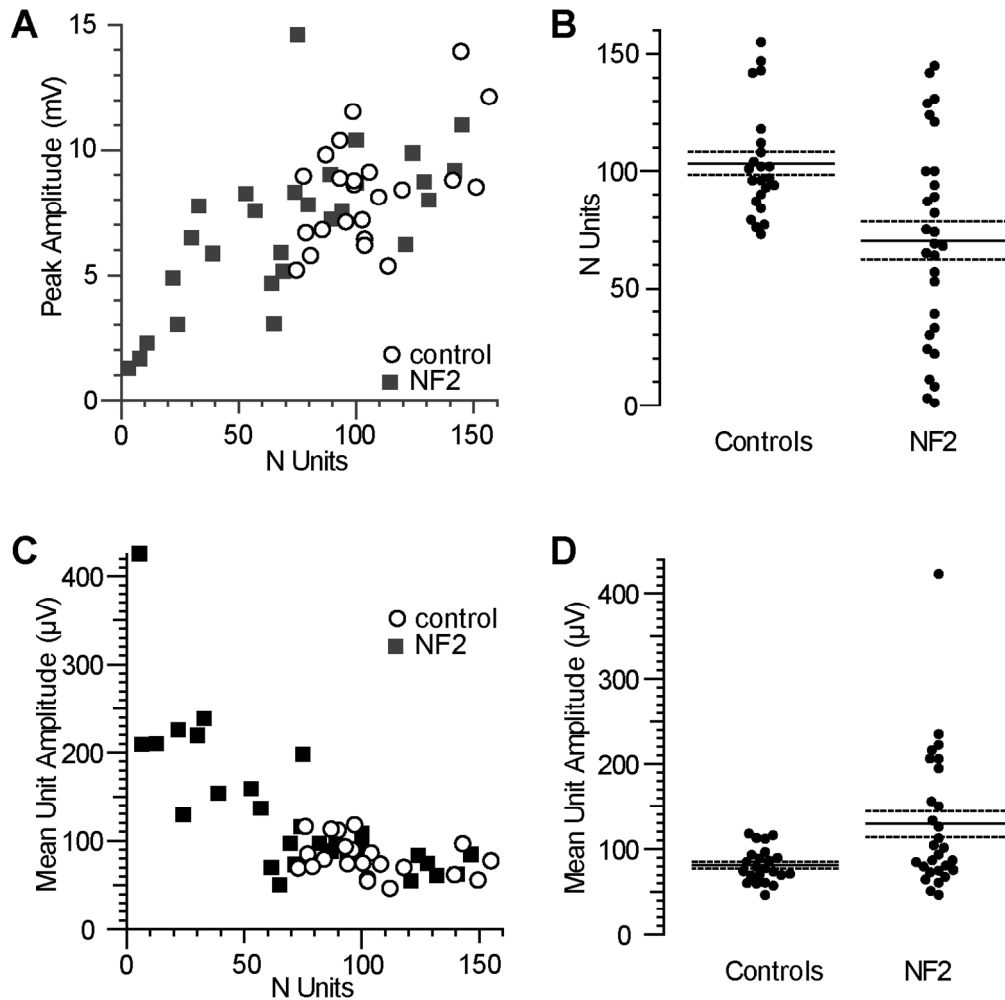 A
Peak Amplitude (mV)
15
10
5
0
0 50 100 150
N Units
control
NF2
B
N Units
150
100
50
0
Controls NF2
C
Mean Unit Amplitude (µV)
400
300
200
100
0
0 50 100 150
N Units
control
NF2
D
Mean Unit Amplitude (µV)
400
300
200
100
0
Controls NF2